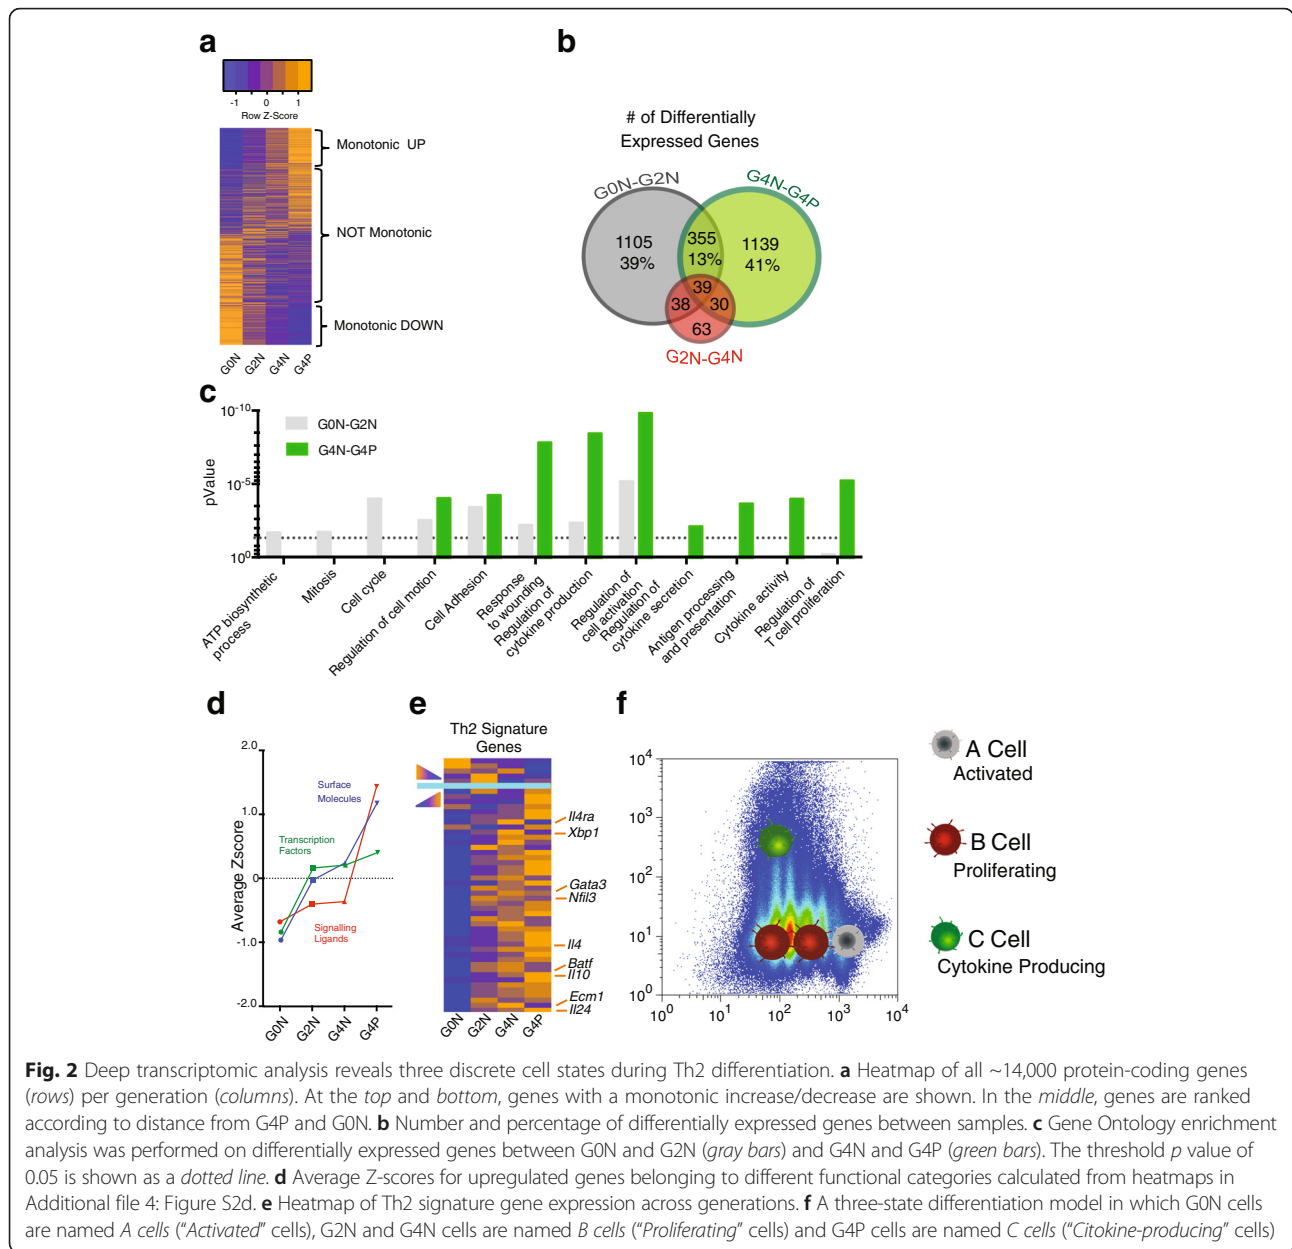 a
-1 0 1
Row Z-Score
Monotonic UP
NOT Monotonic
Monotonic DOWN
G0N G2N G4N G4P
b
# of Differentially
Expressed Genes
G0N-G2N
G4N-G4P
1105
39%
355
13%
1139
41%
39
38
30
63
G2N-G4N
c
G0N-G2N
G4N-G4P
pValue
10-10
10-5
100
ATP biosynthetic
process
Mitosis
Cell cycle
Regulation of cell motion
Cell Adhesion
Response
to wounding
Regulation of
cytokine production
Regulation of
cell activation
Regulation of
cytokine secretion
Antigen processing
and presentation
Cytokine activity
Regulation of
T cell proliferation
d
Average Zscore
2.0
1.0
0
-1.0
-2.0
Surface
Molecules
Transcription
Factors
Signalling
Ligands
G0N G2N G4N G4P
e
Th2 Signature
Genes
Il4ra
Xbp1
Gata3
Nfil3
Il4
Batf
Il10
Ecm1
Il24
G0N G2N G4N G4P
f
104
103
102
101
100
100 101 102 103 104
A Cell
Activated
B Cell
Proliferating
C Cell
Cytokine Producing
Fig. 2 Deep transcriptomic analysis reveals three discrete cell states during Th2 differentiation. a Heatmap of all ~14,000 protein-coding genes
(rows) per generation (columns). At the top and bottom, genes with a monotonic increase/decrease are shown. In the middle, genes are ranked
according to distance from G4P and G0N. b Number and percentage of differentially expressed genes between samples. c Gene Ontology enrichment
analysis was performed on differentially expressed genes between G0N and G2N (gray bars) and G4N and G4P (green bars). The threshold p value of
0.05 is shown as a dotted line. d Average Z-scores for upregulated genes belonging to different functional categories calculated from heatmaps in
Additional file 4: Figure S2d. e Heatmap of Th2 signature gene expression across generations. f A three-state differentiation model in which G0N cells
are named A cells (“Activated” cells), G2N and G4N cells are named B cells (“Proliferating” cells) and G4P cells are named C cells (“Citokine-producing” cells)